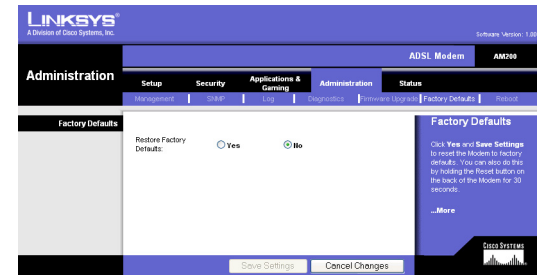 LINKSYS®
A Division of Cisco Systems, Inc.
Software Version: 1.00
ADSL Modem AM200
Administration
Setup Security Applications & Gaming Administration Status
Management SNMP Log Diagnostics Firmware Upgrade Factory Defaults Reboot
Factory Defaults
Restore Factory
Defaults:
Yes No
Factory Defaults
Click Yes and Save Settings
to reset the Modem to factory
defaults. You can also do this
by holding the Reset button on
the back of the Modem for 30
seconds.
...More
Save Settings Cancel Changes
CISCO SYSTEMS